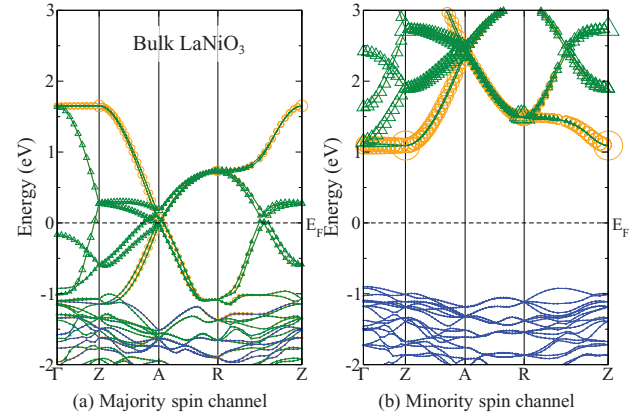 Bulk LaNiO3
Energy (eV)
3
2
1
0
-1
-2
E_F
Γ Z A R Z
(a) Majority spin channel
Energy (eV)
3
2
1
0
-1
-2
E_F
Γ Z A R Z
(b) Minority spin channel